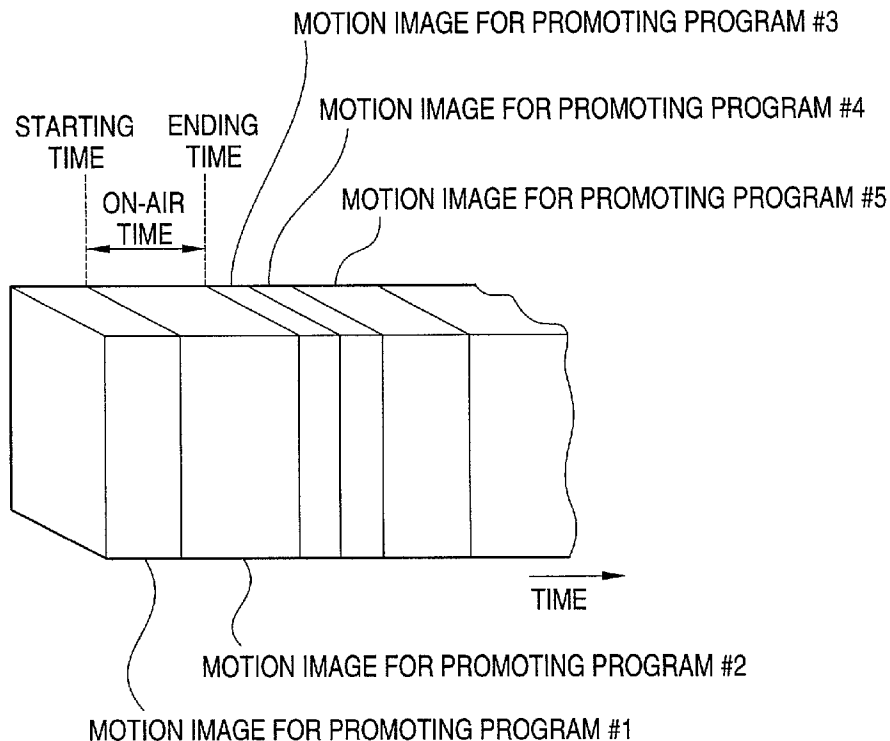 MOTION IMAGE FOR PROMOTING PROGRAM #3
MOTION IMAGE FOR PROMOTING PROGRAM #4
STARTING
TIME
ENDING
TIME
MOTION IMAGE FOR PROMOTING PROGRAM #5
ON-AIR
TIME
TIME
MOTION IMAGE FOR PROMOTING PROGRAM #2
MOTION IMAGE FOR PROMOTING PROGRAM #1